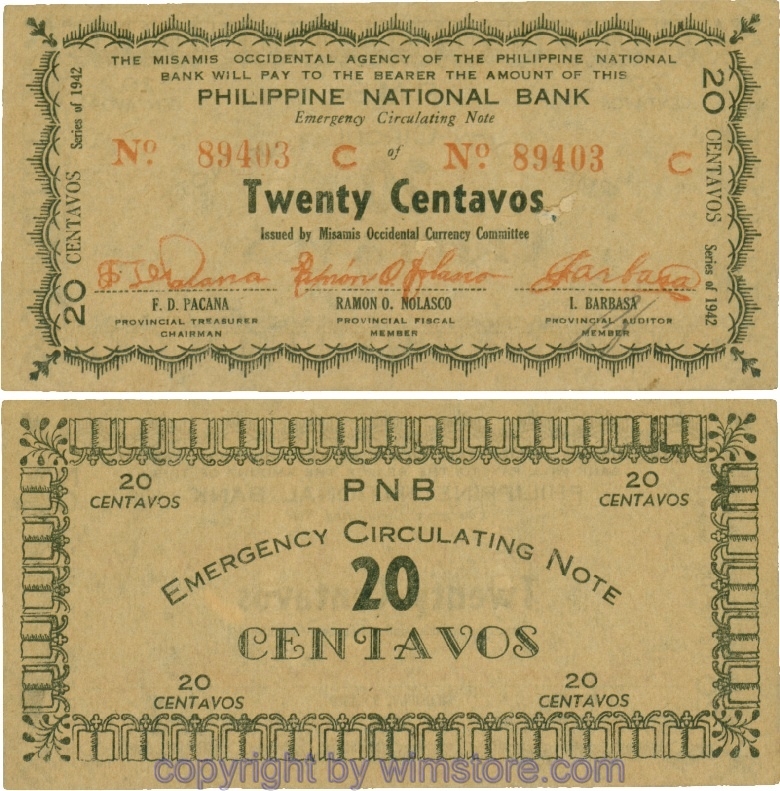 THE MISAMIS OCCIDENTAL AGENCY OF THE PHILIPPINE NATIONAL
BANK WILL PAY TO THE BEARER THE AMOUNT OF THIS
PHILIPPINE NATIONAL BANK
Emergency Circulating Note
Nº 89403 C of Nº 89403 C
Twenty Centavos
Issued by Misamis Occidental Currency Committee
20 CENTAVOS Series of 1942
20 CENTAVOS Series of 1942
F. D. Pacana Ramón O. Nolasco I. Barbasa
F. D. PACANA RAMON O. NOLASCO I. BARBASA
PROVINCIAL TREASURER PROVINCIAL FISCAL PROVINCIAL AUDITOR
CHAIRMAN MEMBER MEMBER
20 CENTAVOS
PNB
20 CENTAVOS
EMERGENCY CIRCULATING NOTE
20
CENTAVOS
20 CENTAVOS
20 CENTAVOS
copyright by wimstore.com